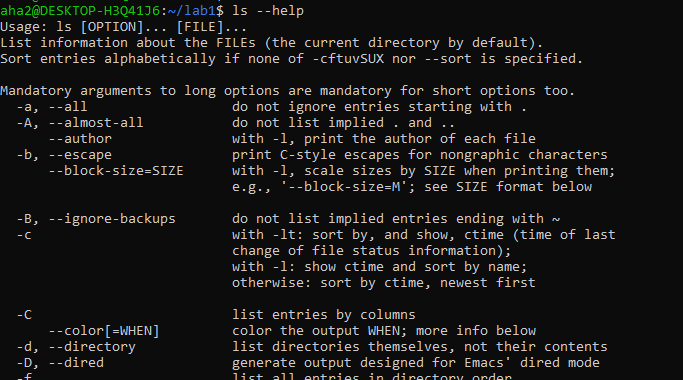 aha2@DESKTOP-H3Q41J6:~/lab1$ ls --help
Usage: ls [OPTION]... [FILE]...
List information about the FILEs (the current directory by default).
Sort entries alphabetically if none of -cftuvSUX nor --sort is specified.

Mandatory arguments to long options are mandatory for short options too.
  -a, --all                  do not ignore entries starting with .
  -A, --almost-all           do not list implied . and ..
      --author               with -l, print the author of each file
  -b, --escape               print C-style escapes for nongraphic characters
      --block-size=SIZE      with -l, scale sizes by SIZE when printing them;
                             e.g., '--block-size=M'; see SIZE format below

  -B, --ignore-backups       do not list implied entries ending with ~
  -c                         with -lt: sort by, and show, ctime (time of last
                             change of file status information);
                             with -l: show ctime and sort by name;
                             otherwise: sort by ctime, newest first

  -C                         list entries by columns
      --color[=WHEN]         color the output WHEN; more info below
  -d, --directory            list directories themselves, not their contents
  -D, --dired                generate output designed for Emacs' dired mode
  -f                         list all entries in directory order